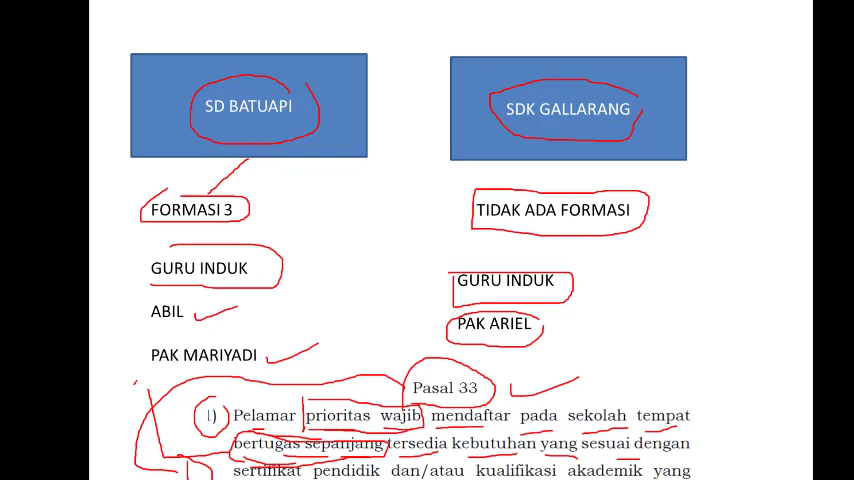 SD BATUAPI
SDK GALLARANG
FORMASI 3
TIDAK ADA FORMASI
GURU INDUK
GURU INDUK
ABIL
PAK ARIEL
PAK MARIYADI
Pasal 33
1) Pelamar prioritas wajib mendaftar pada sekolah tempat
bertugas sepanjang tersedia kebutuhan yang sesuai dengan
sertifikat pendidik dan/atau kualifikasi akademik yang